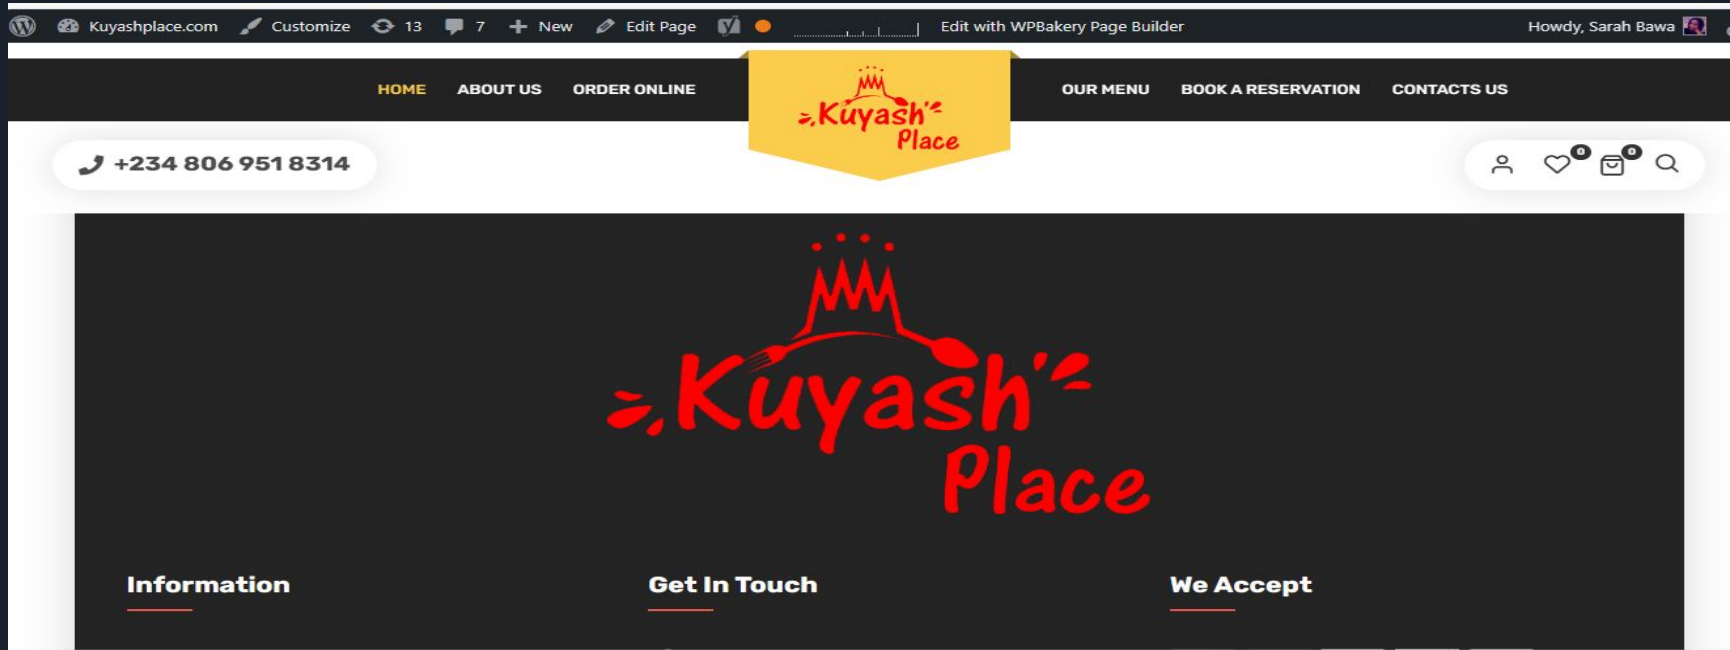 Kuyashplace.com Customize 13 7 New Edit Page Edit with WPBakery Page Builder Howdy, Sarah Bawa
HOME ABOUT US ORDER ONLINE OUR MENU BOOK A RESERVATION CONTACTS US
Kuyash
Place
+234 806 951 8314
0 0
Kuyash
Place
Information Get In Touch We Accept